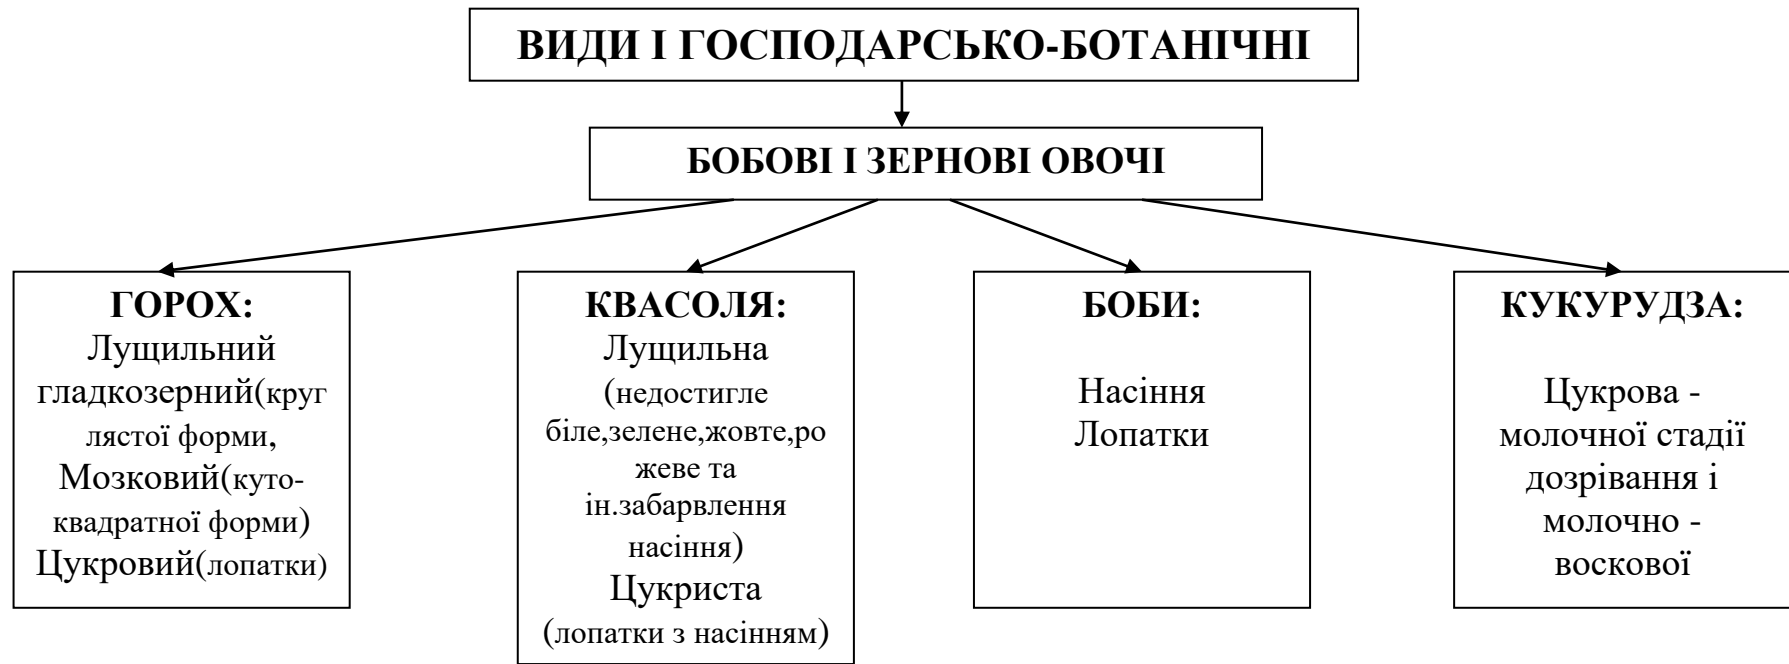 ВИДИ І ГОСПОДАРСЬКО-БОТАНІЧНІ
БОБОВІ І ЗЕРНОВІ ОВОЧІ
ГОРОХ:
Лущильний
гладкозерний(круг
лястої форми,
Мозковий(куто-
квадратної форми)
Цукровий(лопатки)
КВАСОЛЯ:
Лущильна
(недостигле
біле,зелене,жовте,ро
жеве та
ін.забарвлення
насіння)
Цукриста
(лопатки з насінням)
БОБИ:
Насіння
Лопатки
КУКУРУДЗА:
Цукрова -
молочної стадії
дозрівання і
молочно -
воскової